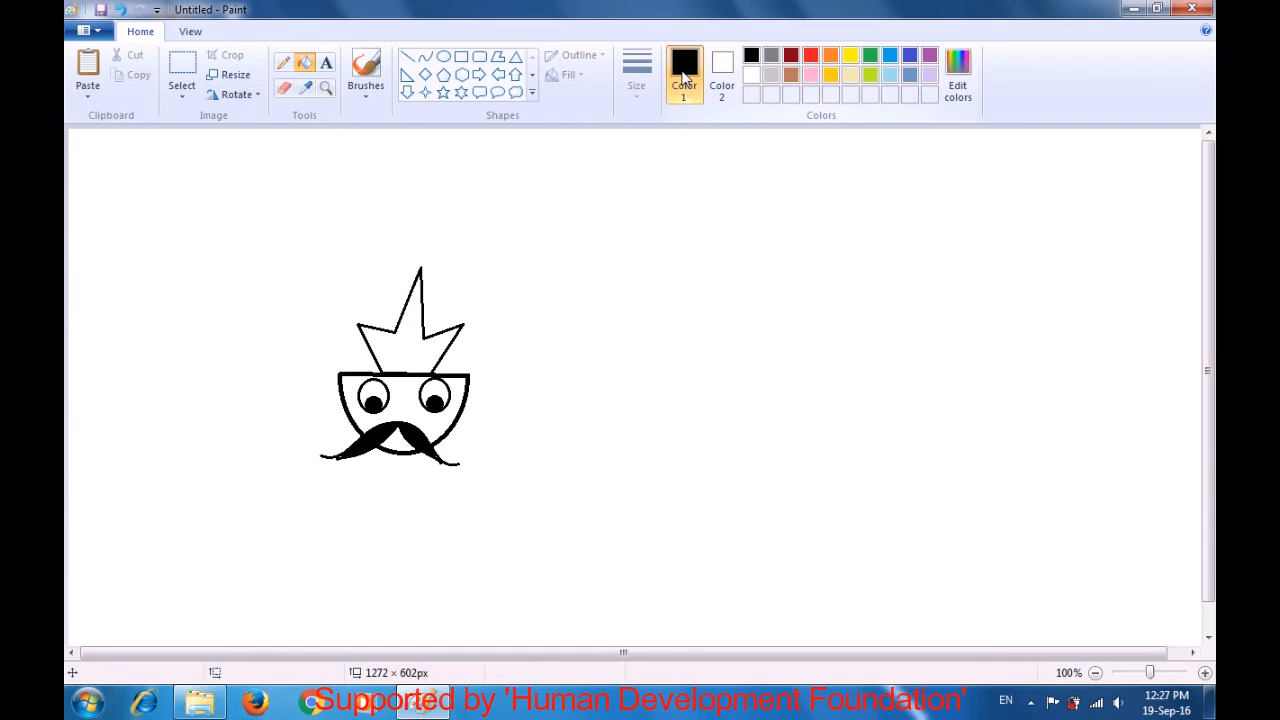 Untitled - Paint
Home View
Paste
Cut
Copy
Clipboard
Select
Crop
Resize
Rotate
Image
A
Tools
Brushes
Shapes
Outline
Fill
Size
Color 1
Color 2
Edit colors
Colors
1272 × 602px
100%
Supported by 'Human Development Foundation'
EN
12:27 PM
19-Sep-16